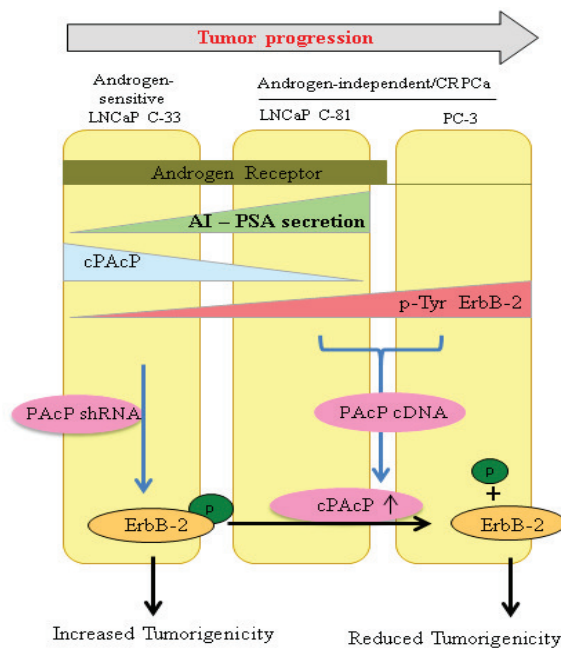 Tumor progression
Androgen-
sensitive
LNCaP C-33
Androgen-independent/CRPCa
LNCaP C-81
PC-3
Androgen Receptor
AI – PSA secretion
cPAcP
p-Tyr ErbB-2
PAcP shRNA
PAcP cDNA
p
ErbB-2
cPAcP ↑
p
+
ErbB-2
Increased Tumorigenicity
Reduced Tumorigenicity